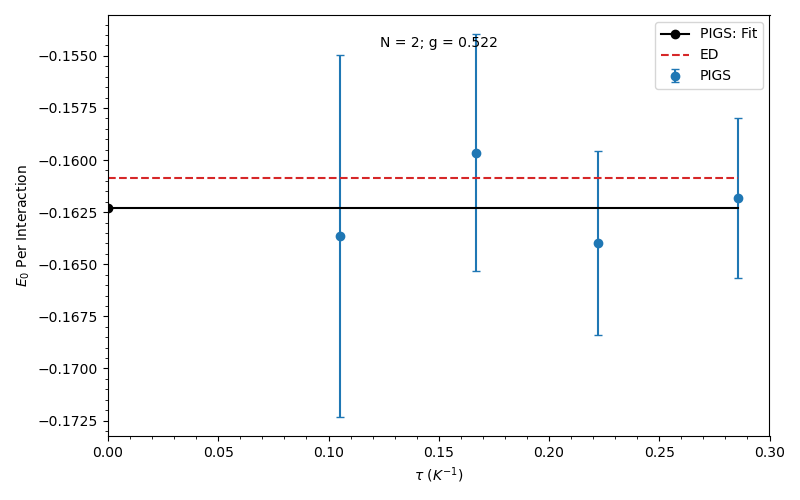 N = 2; g = 0.522
PIGS: Fit
ED
PIGS
−0.1550
−0.1575
−0.1600
−0.1625
−0.1650
−0.1675
−0.1700
−0.1725
E₀ Per Interaction
0.00 0.05 0.10 0.15 0.20 0.25 0.30
τ (K⁻¹)